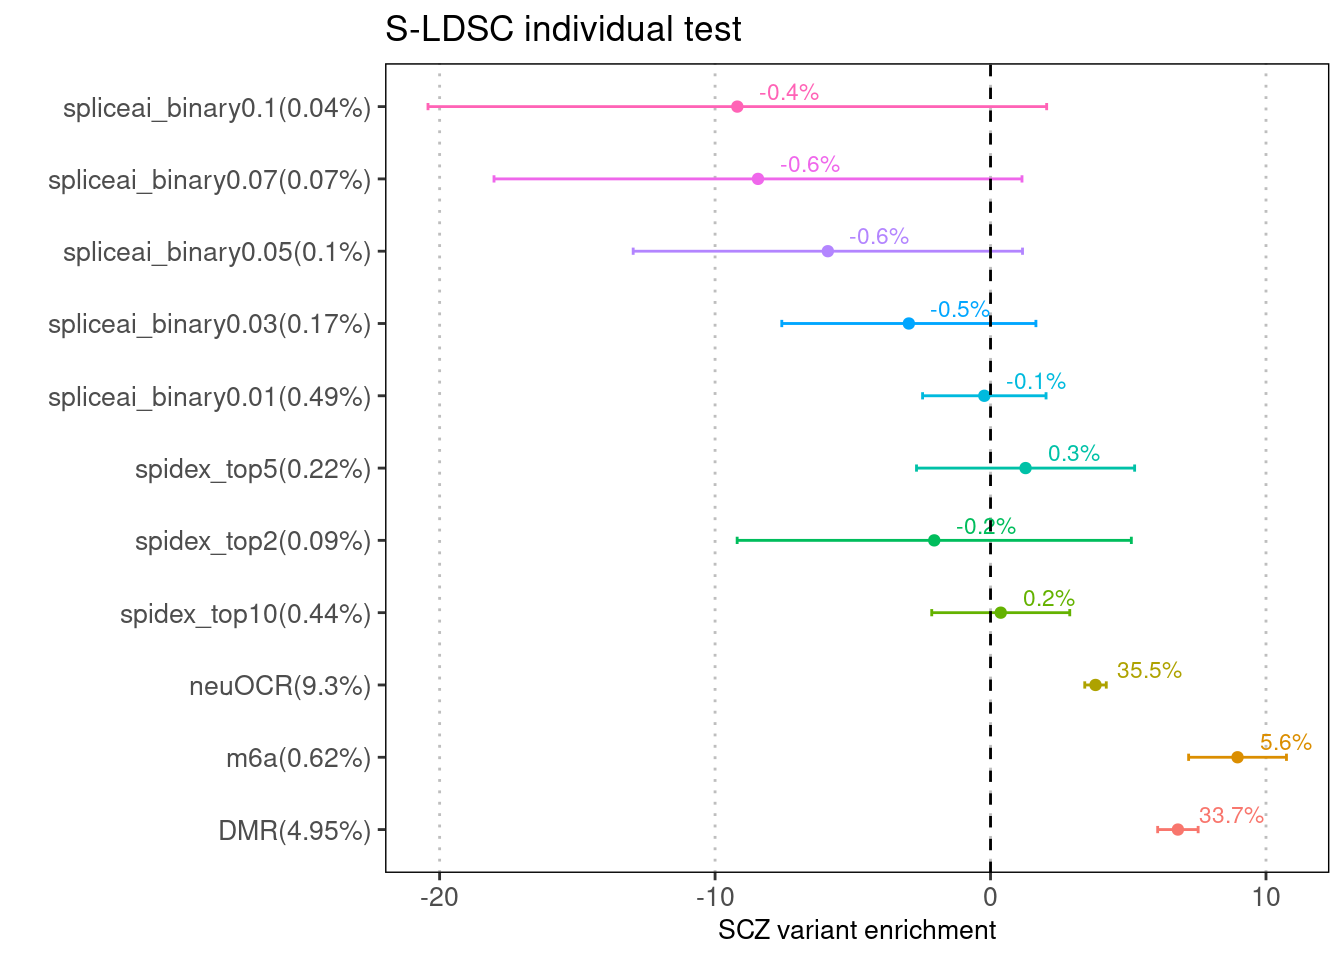 S-LDSC individual test
spliceai_binary0.1(0.04%)
-0.4%
spliceai_binary0.07(0.07%)
-0.6%
spliceai_binary0.05(0.1%)
-0.6%
spliceai_binary0.03(0.17%)
-0.5%
spliceai_binary0.01(0.49%)
-0.1%
spidex_top5(0.22%)
0.3%
spidex_top2(0.09%)
-0.2%
spidex_top10(0.44%)
0.2%
neuOCR(9.3%)
35.5%
m6a(0.62%)
5.6%
DMR(4.95%)
33.7%
-20 -10 0 10
SCZ variant enrichment